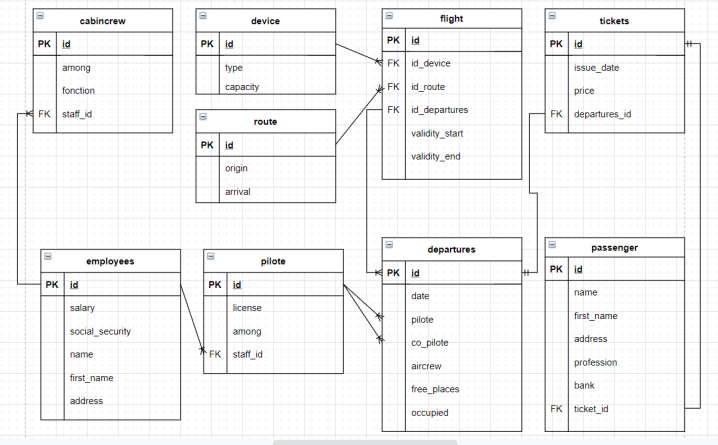 cabincrew
PK id
among
fonction
FK staff_id
device
PK id
type
capacity
route
PK id
origin
arrival
flight
PK id
FK id_device
FK id_route
FK id_departures
validity_start
validity_end
tickets
PK id
issue_date
price
FK departures_id
employees
PK id
salary
social_security
name
first_name
address
pilote
PK id
license
among
FK staff_id
departures
PK id
date
pilote
co_pilote
aircrew
free_places
occupied
passenger
PK id
name
first_name
address
profession
bank
FK ticket_id